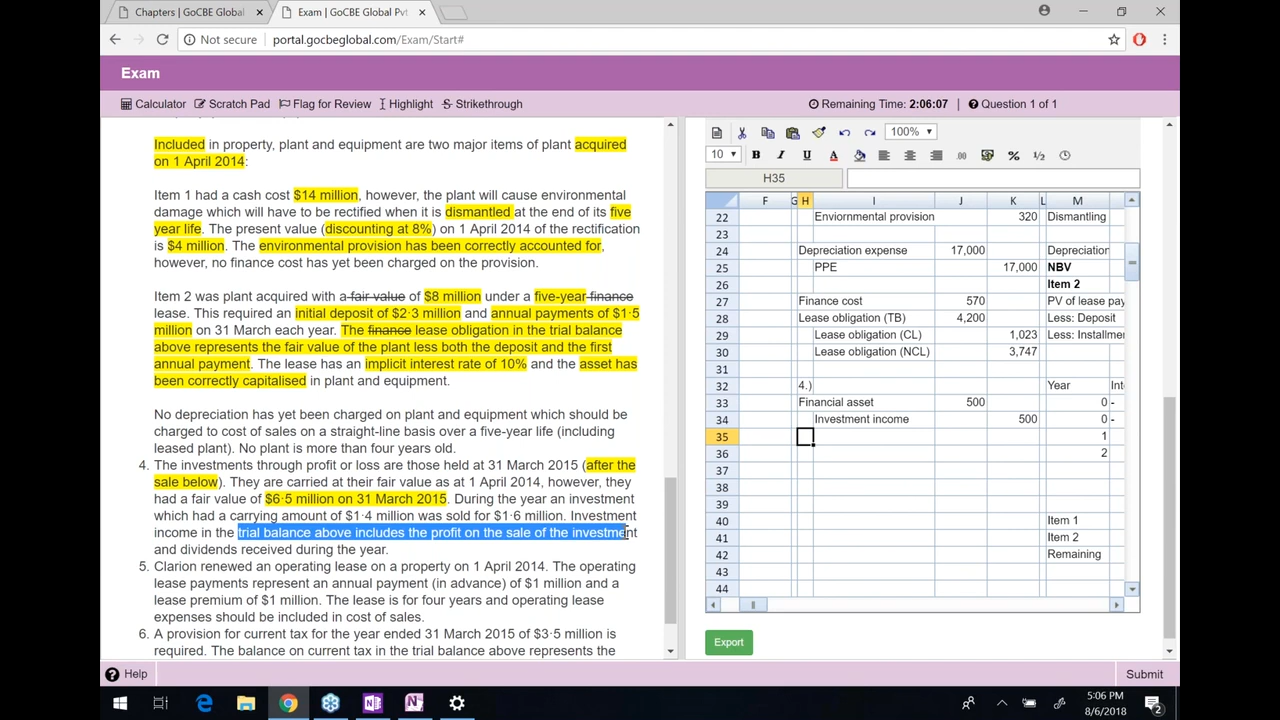 Chapters | GoCBE Global
Exam | GoCBE Global Pvt
Not secure | portal.gocbeglobal.com/Exam/Start#
Exam
Calculator Scratch Pad Flag for Review Highlight Strikethrough
Remaining Time: 2:06:07 Question 1 of 1
Included in property, plant and equipment are two major items of plant acquired
on 1 April 2014:
Item 1 had a cash cost $14 million, however, the plant will cause environmental
damage which will have to be rectified when it is dismantled at the end of its five
year life. The present value (discounting at 8%) on 1 April 2014 of the rectification
is $4 million. The environmental provision has been correctly accounted for,
however, no finance cost has yet been charged on the provision.
Item 2 was plant acquired with a fair value of $8 million under a five-year finance
lease. This required an initial deposit of $2·3 million and annual payments of $1·5
million on 31 March each year. The finance lease obligation in the trial balance
above represents the fair value of the plant less both the deposit and the first
annual payment. The lease has an implicit interest rate of 10% and the asset has
been correctly capitalised in plant and equipment.
No depreciation has yet been charged on plant and equipment which should be
charged to cost of sales on a straight-line basis over a five-year life (including
leased plant). No plant is more than four years old.
4. The investments through profit or loss are those held at 31 March 2015 (after the
sale below). They are carried at their fair value as at 1 April 2014, however, they
had a fair value of $6·5 million on 31 March 2015. During the year an investment
which had a carrying amount of $1·4 million was sold for $1·6 million. Investment
income in the trial balance above includes the profit on the sale of the investment
and dividends received during the year.
5. Clarion renewed an operating lease on a property on 1 April 2014. The operating
lease payments represent an annual payment (in advance) of $1 million and a
lease premium of $1 million. The lease is for four years and operating lease
expenses should be included in cost of sales.
6. A provision for current tax for the year ended 31 March 2015 of $3·5 million is
required. The balance on current tax in the trial balance above represents the
100%
10 B I U A .00 % 1/2
H35
F G H I J K L M
22 Enviornmental provision 320 Dismantling
23
24 Depreciation expense 17,000 Depreciation
25 PPE 17,000 NBV
26 Item 2
27 Finance cost 570 PV of lease pay
28 Lease obligation (TB) 4,200 Less: Deposit
29 Lease obligation (CL) 1,023 Less: Installme
30 Lease obligation (NCL) 3,747
31
32 4.) Year Int
33 Financial asset 500 0 -
34 Investment income 500 0 -
35 1
36 2
37
38
39
40 Item 1
41 Item 2
42 Remaining
43
44
Export
Help
Submit
5:06 PM
8/6/2018
2